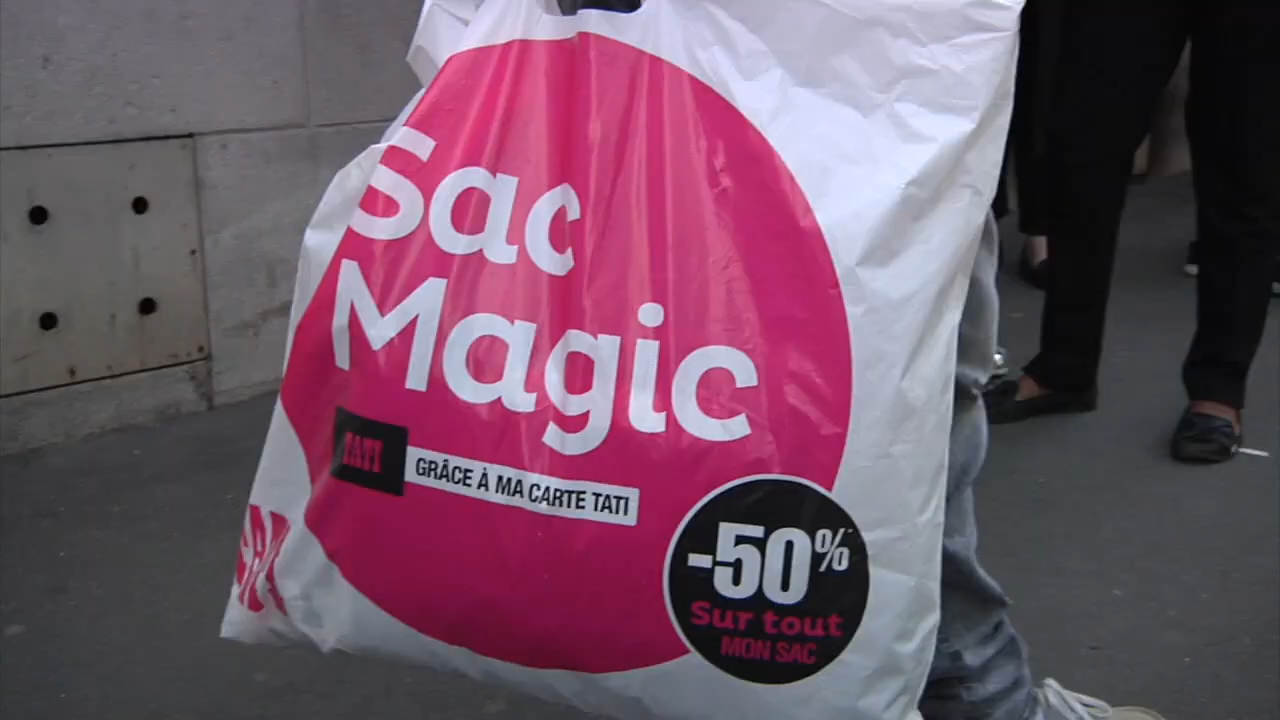 Sac
Magic
TATI
GRÂCE À MA CARTE TATI
-50%
Sur tout
MON SAC